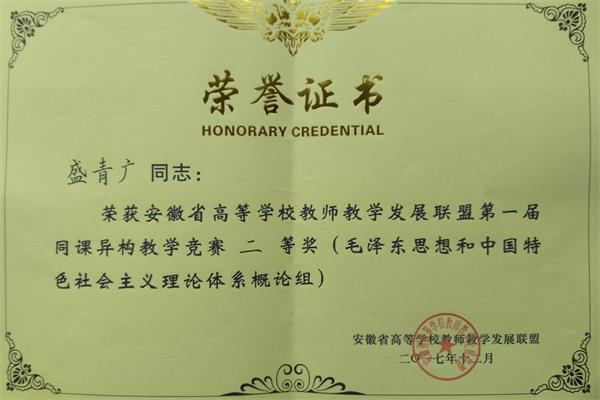 荣誉证书
HONORARY CREDENTIAL
盛青广 同志：
荣获安徽省高等学校教师教学发展联盟第一届
同课异构教学竞赛 二 等奖（毛泽东思想和中国特
色社会主义理论体系概论组）
安徽省高等学校教师教学发展联盟
二〇一七年十二月